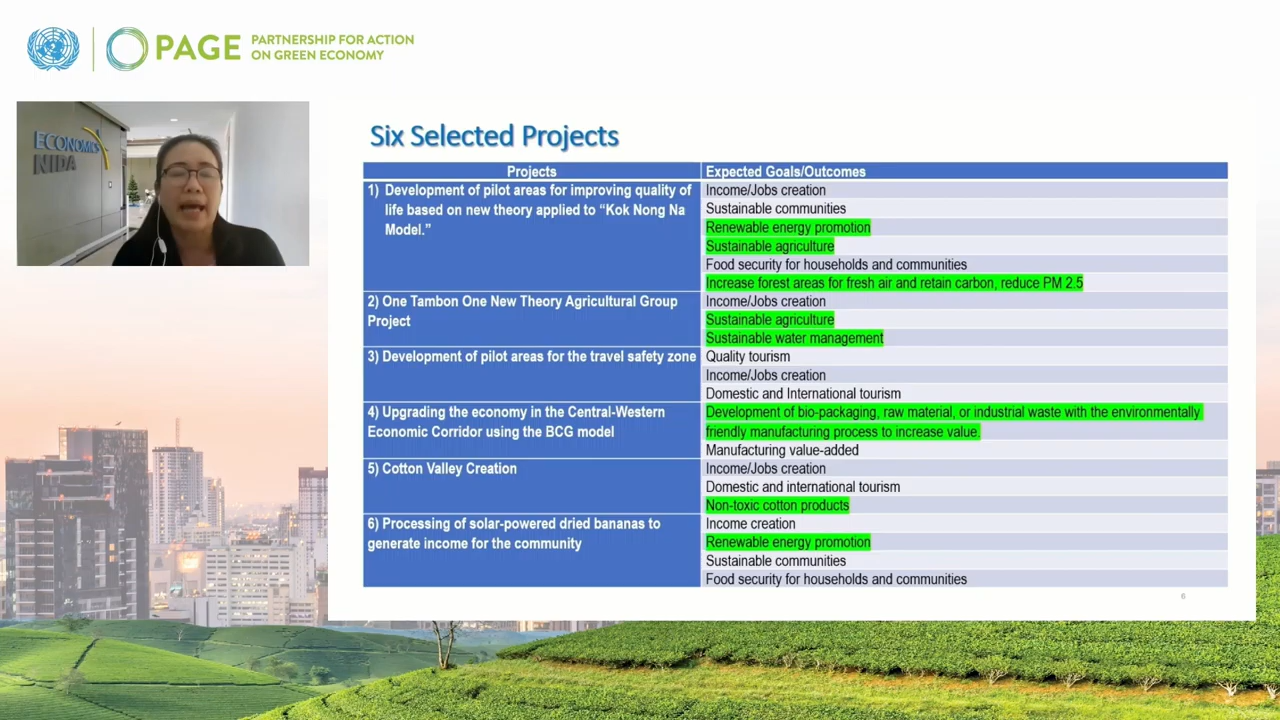 PAGE
PARTNERSHIP FOR ACTION
ON GREEN ECONOMY
ECONOMICS
NIDA
Six Selected Projects
Projects
Expected Goals/Outcomes
1) Development of pilot areas for improving quality of
life based on new theory applied to “Kok Nong Na
Model.”
Income/Jobs creation
Sustainable communities
Renewable energy promotion
Sustainable agriculture
Food security for households and communities
Increase forest areas for fresh air and retain carbon, reduce PM 2.5
2) One Tambon One New Theory Agricultural Group
Project
Income/Jobs creation
Sustainable agriculture
Sustainable water management
3) Development of pilot areas for the travel safety zone
Quality tourism
Income/Jobs creation
Domestic and International tourism
4) Upgrading the economy in the Central-Western
Economic Corridor using the BCG model
Development of bio-packaging, raw material, or industrial waste with the environmentally
friendly manufacturing process to increase value.
Manufacturing value-added
5) Cotton Valley Creation
Income/Jobs creation
Domestic and international tourism
Non-toxic cotton products
6) Processing of solar-powered dried bananas to
generate income for the community
Income creation
Renewable energy promotion
Sustainable communities
Food security for households and communities
6